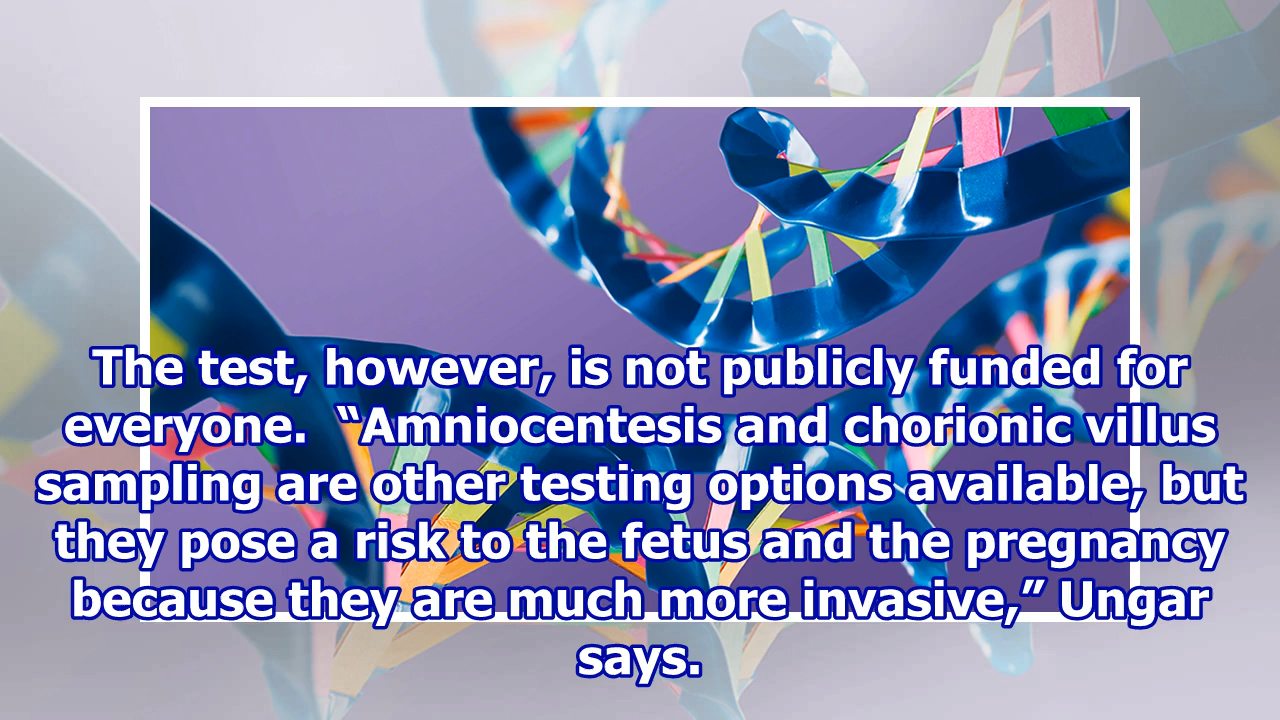 The test, however, is not publicly funded for
everyone.  “Amniocentesis and chorionic villus
sampling are other testing options available, but
they pose a risk to the fetus and the pregnancy
because they are much more invasive,” Ungar
says.